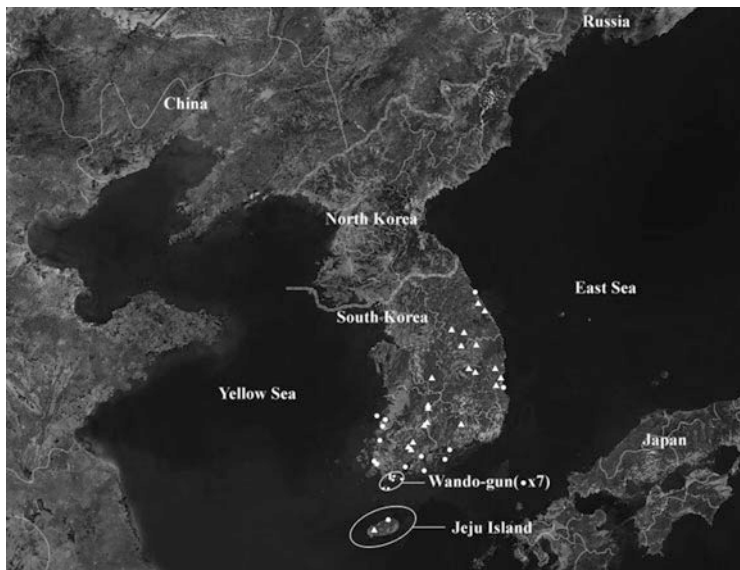 Russia
China
North Korea
East Sea
South Korea
Yellow Sea
Japan
Wando-gun(•x7)
Jeju Island